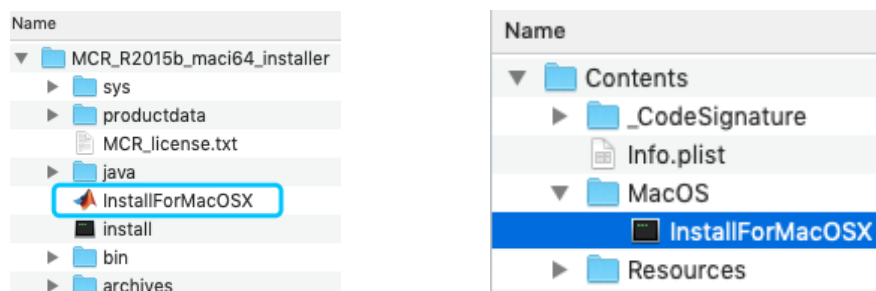 Name
MCR_R2015b_maci64_installer
sys
productdata
MCR_license.txt
java
InstallForMacOSX
install
bin
archives
Name
Contents
_CodeSignature
Info.plist
MacOS
InstallForMacOSX
Resources